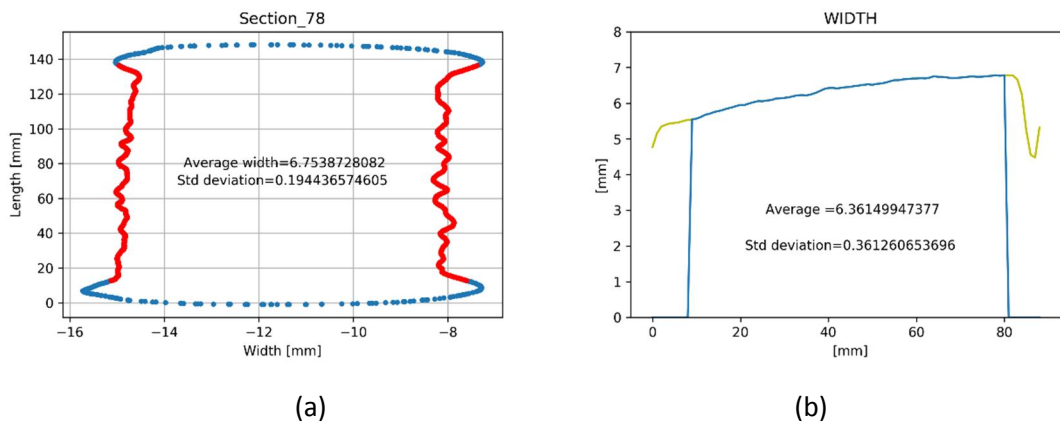 Section_78
140
120
100
80
60
40
20
0
Length [mm]
Average width=6.7538728082
Std deviation=0.194436574605
−16
−14
−12
−10
−8
Width [mm]
(a)
WIDTH
8
7
6
5
4
3
2
1
0
[mm]
Average =6.36149947377
Std deviation=0.361260653696
0
20
40
60
80
[mm]
(b)